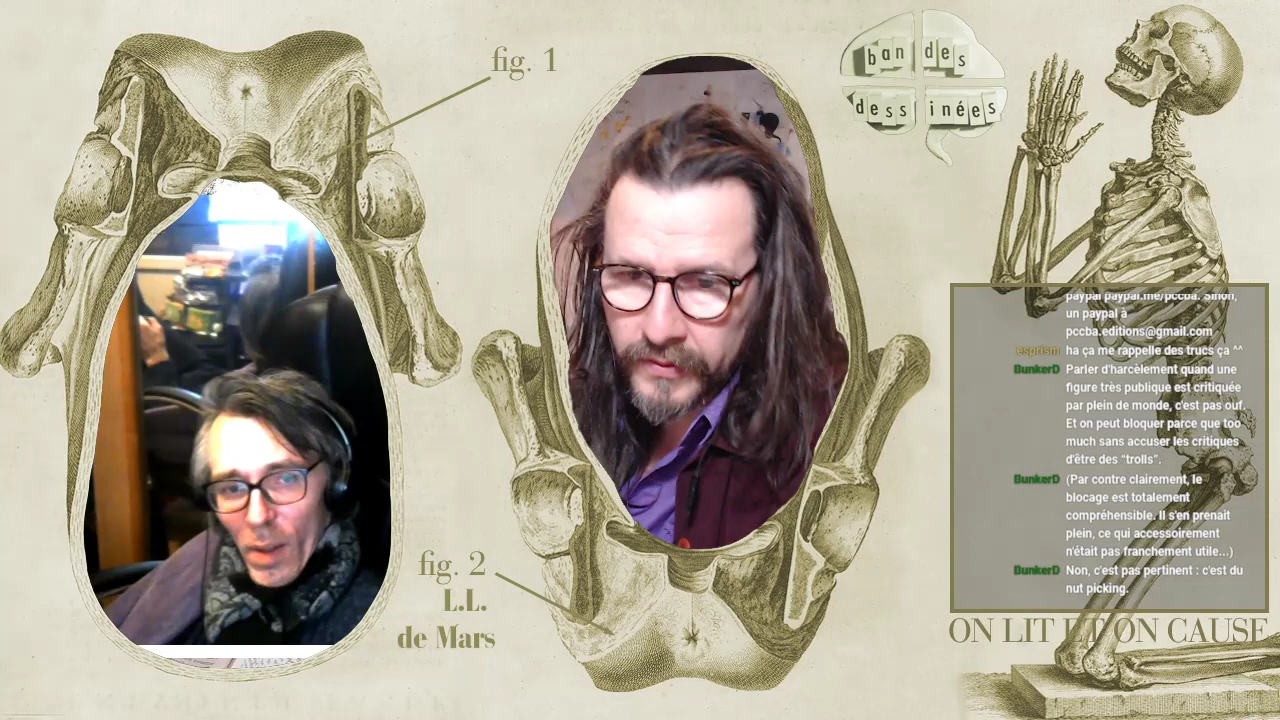 fig. 1
ban des
dess inées
paypal paypal.me/pccba. Sinon,
un paypal à
pccba.editions@gmail.com
esprism ha ça me rappelle des trucs ça ^^
BunkerD Parler d'harcèlement quand une
figure très publique est critiquée
par plein de monde, c'est pas ouf.
Et on peut bloquer parce que too
much sans accuser les critiques
d'être des "trolls".
BunkerD (Par contre clairement, le
blocage est totalement
compréhensible. Il s'en prenait
plein, ce qui accessoirement
n'était pas franchement utile...)
BunkerD Non, c'est pas pertinent : c'est du
nut picking.
fig. 2
L.L.
de Mars
ON LIT ET ON CAUSE